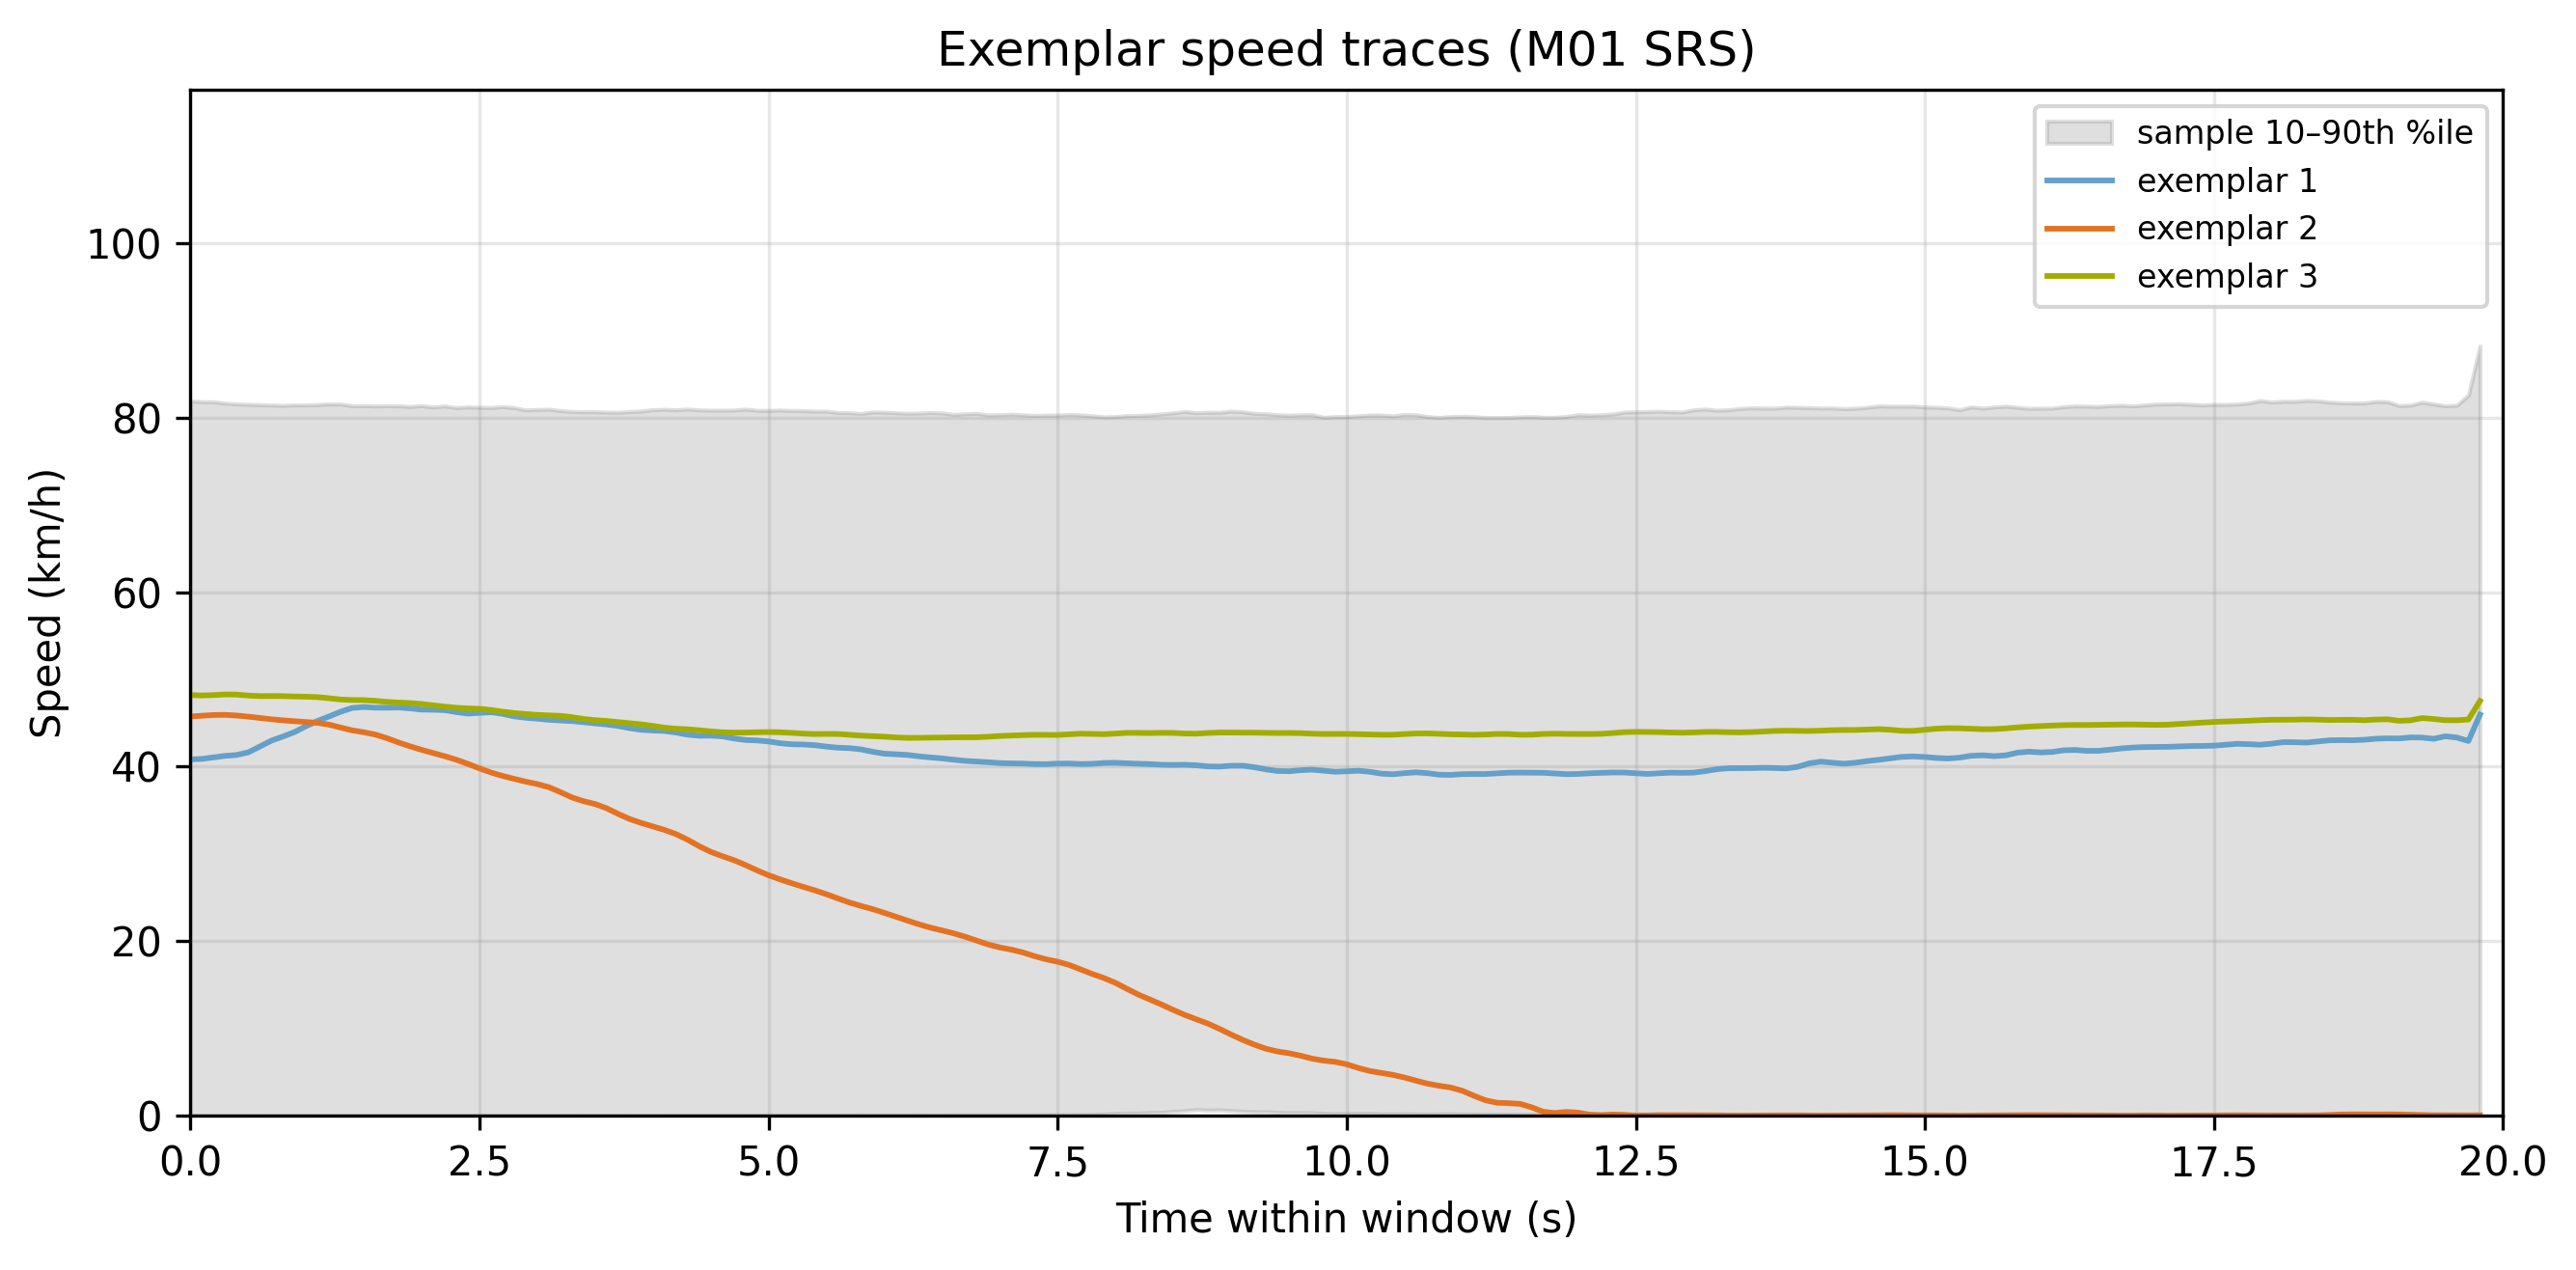 Exemplar speed traces (M01 SRS)
sample 10–90th %ile
exemplar 1
exemplar 2
exemplar 3
Speed (km/h)
100
80
60
40
20
0
0.0 2.5 5.0 7.5 10.0 12.5 15.0 17.5 20.0
Time within window (s)